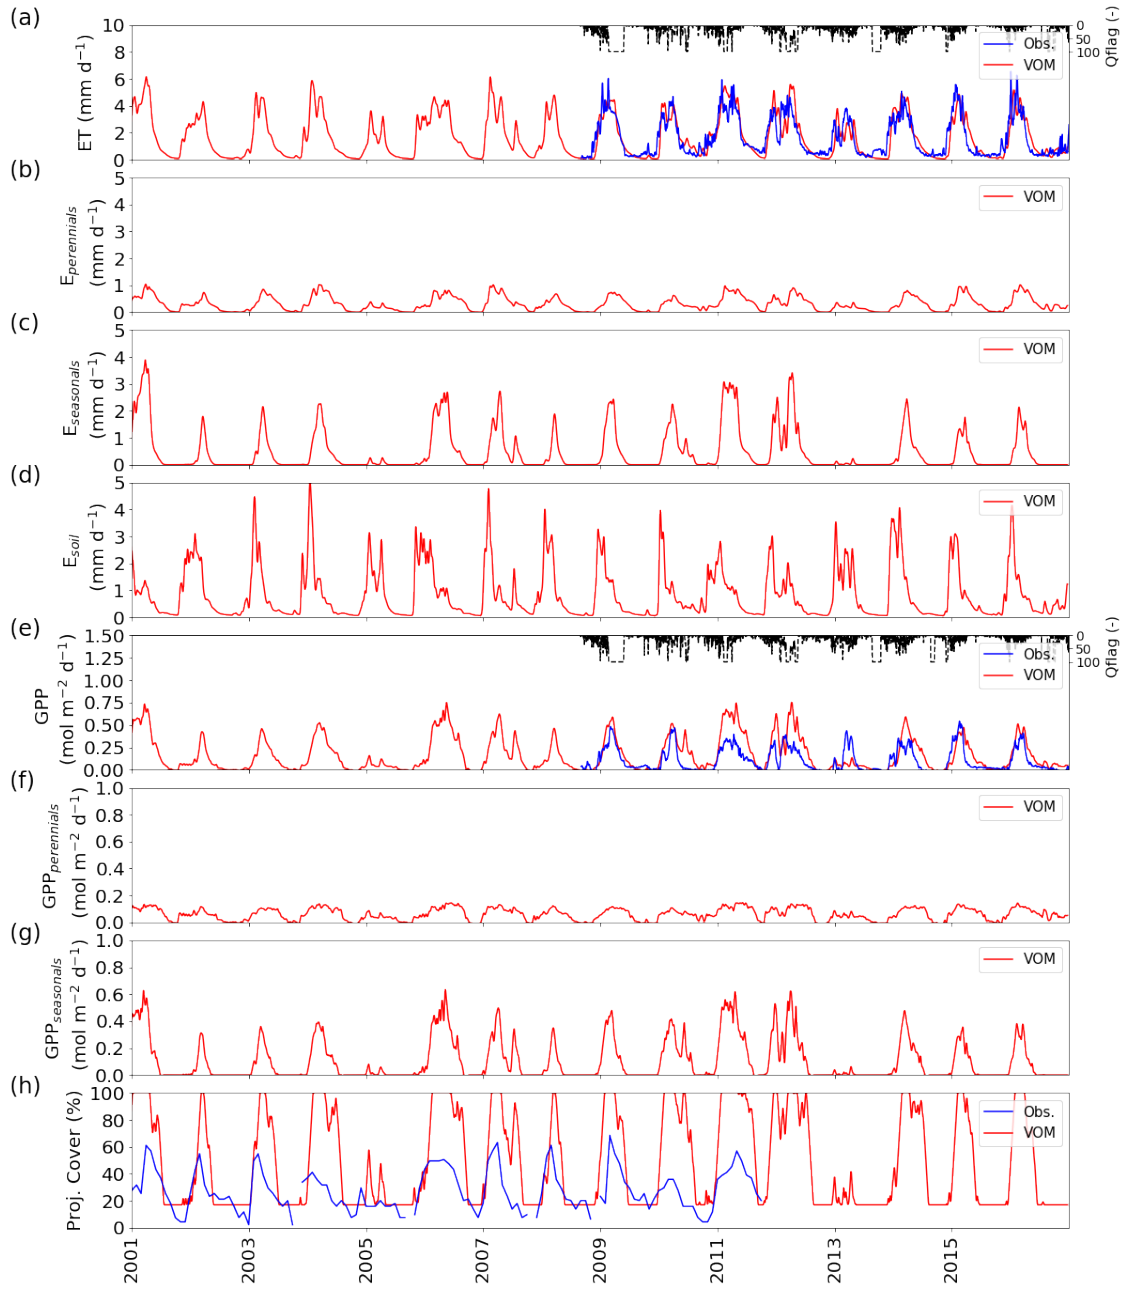 (a)
ET (mm d⁻¹)
10
8
6
4
2
0
Obs.
VOM
0
50
100
Qflag (-)
(b)
E_perennials
(mm d⁻¹)
5
4
3
2
1
0
VOM
(c)
E_seasonals
(mm d⁻¹)
5
4
3
2
1
0
VOM
(d)
E_soil
(mm d⁻¹)
5
4
3
2
1
0
VOM
(e)
GPP
(mol m⁻² d⁻¹)
1.50
1.25
1.00
0.75
0.50
0.25
0.00
Obs.
VOM
0
50
100
Qflag (-)
(f)
GPP_perennials
(mol m⁻² d⁻¹)
1.0
0.8
0.6
0.4
0.2
0.0
VOM
(g)
GPP_seasonals
(mol m⁻² d⁻¹)
1.0
0.8
0.6
0.4
0.2
0.0
VOM
(h)
Proj. Cover (%)
100
80
60
40
20
0
Obs.
VOM
2001
2003
2005
2007
2009
2011
2013
2015